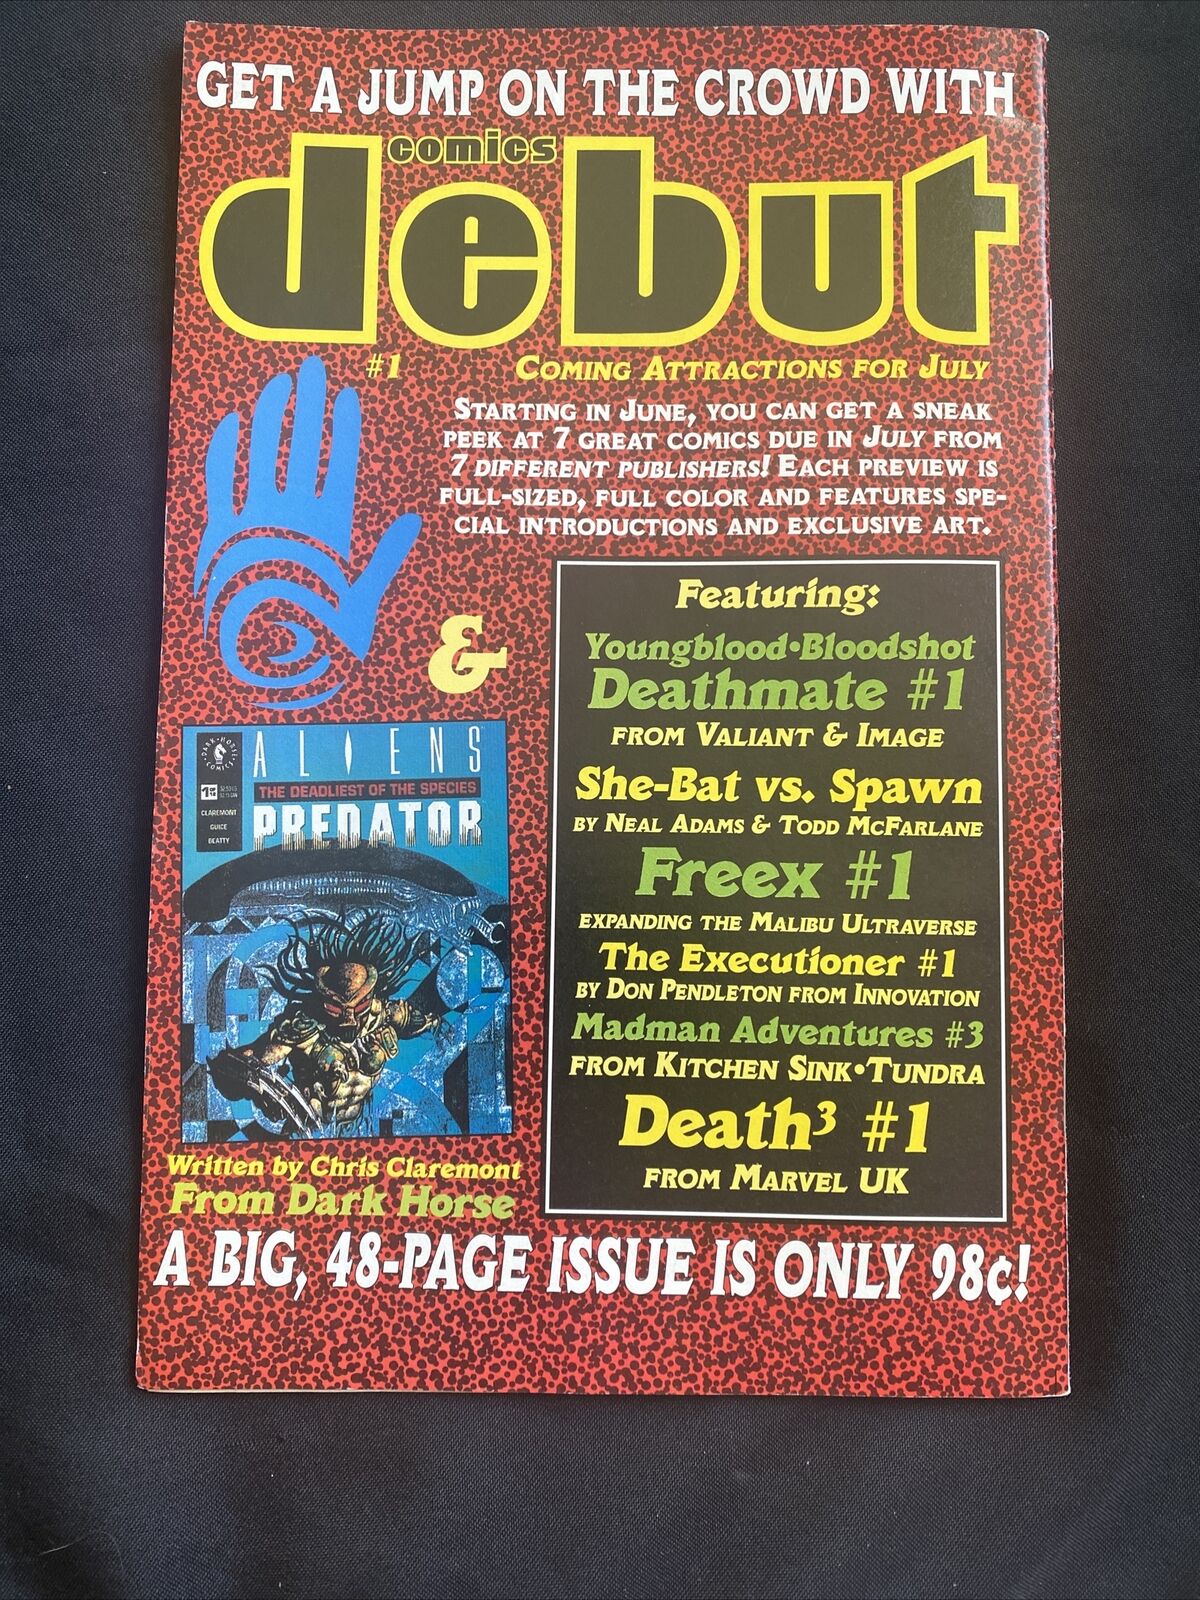 GET A JUMP ON THE CROWD WITH
comics
debut
#1
COMING ATTRACTIONS FOR JULY
STARTING IN JUNE, YOU CAN GET A SNEAK
PEEK AT 7 GREAT COMICS DUE IN JULY FROM
7 DIFFERENT PUBLISHERS! EACH PREVIEW IS
FULL-SIZED, FULL COLOR AND FEATURES SPE-
CIAL INTRODUCTIONS AND EXCLUSIVE ART.
&
DARK HORSE COMICS
ALIENS
THE DEADLIEST OF THE SPECIES
PREDATOR
CLAREMONT
GUICE
BEATTY
Written by Chris Claremont
From Dark Horse
Featuring:
Youngblood•Bloodshot
Deathmate #1
FROM VALIANT & IMAGE
She-Bat vs. Spawn
BY NEAL ADAMS & TODD MCFARLANE
Freex #1
EXPANDING THE MALIBU ULTRAVERSE
The Executioner #1
BY DON PENDLETON FROM INNOVATION
Madman Adventures #3
FROM KITCHEN SINK•TUNDRA
Death³ #1
FROM MARVEL UK
A BIG, 48-PAGE ISSUE IS ONLY 98¢!